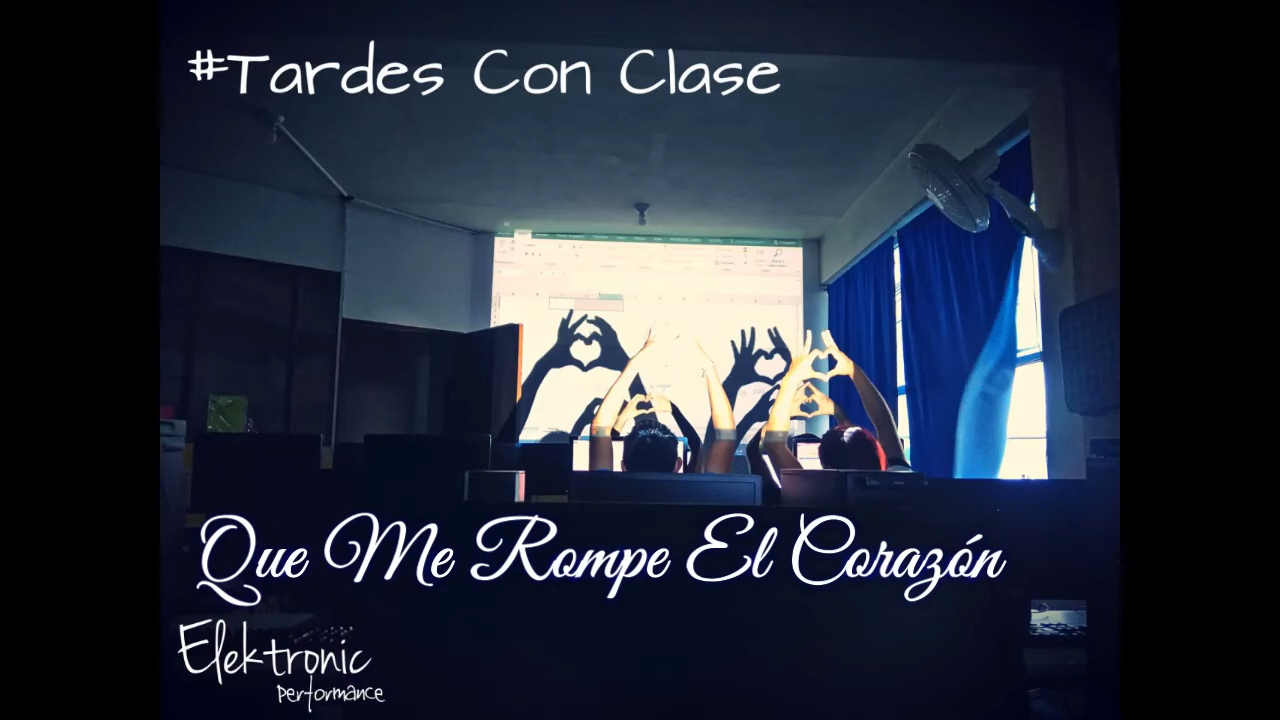 #Tardes Con Clase
Que Me Rompe El Corazón
Elektronic
performance